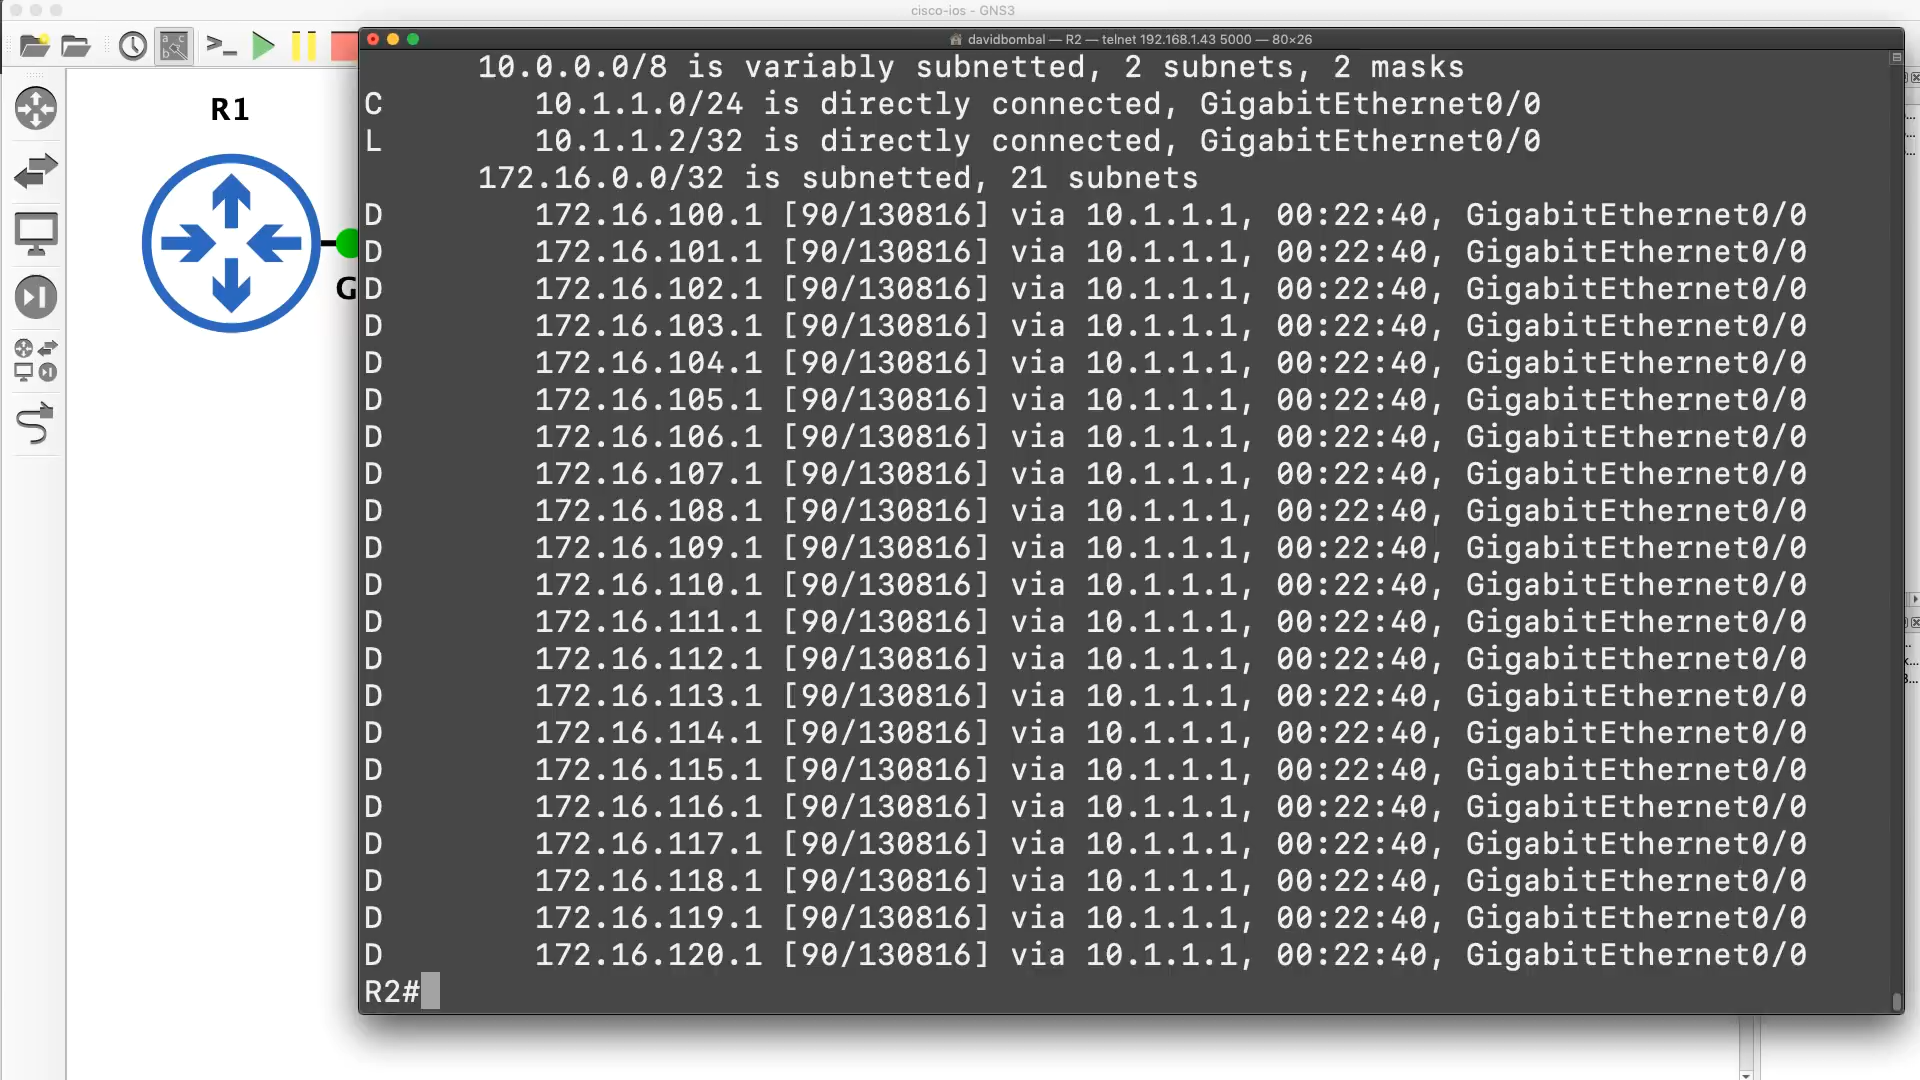 cisco-ios - GNS3
davidbombal — R2 — telnet 192.168.1.43 5000 — 80×26
R1
G
10.0.0.0/8 is variably subnetted, 2 subnets, 2 masks
C 10.1.1.0/24 is directly connected, GigabitEthernet0/0
L 10.1.1.2/32 is directly connected, GigabitEthernet0/0
172.16.0.0/32 is subnetted, 21 subnets
D 172.16.100.1 [90/130816] via 10.1.1.1, 00:22:40, GigabitEthernet0/0
D 172.16.101.1 [90/130816] via 10.1.1.1, 00:22:40, GigabitEthernet0/0
D 172.16.102.1 [90/130816] via 10.1.1.1, 00:22:40, GigabitEthernet0/0
D 172.16.103.1 [90/130816] via 10.1.1.1, 00:22:40, GigabitEthernet0/0
D 172.16.104.1 [90/130816] via 10.1.1.1, 00:22:40, GigabitEthernet0/0
D 172.16.105.1 [90/130816] via 10.1.1.1, 00:22:40, GigabitEthernet0/0
D 172.16.106.1 [90/130816] via 10.1.1.1, 00:22:40, GigabitEthernet0/0
D 172.16.107.1 [90/130816] via 10.1.1.1, 00:22:40, GigabitEthernet0/0
D 172.16.108.1 [90/130816] via 10.1.1.1, 00:22:40, GigabitEthernet0/0
D 172.16.109.1 [90/130816] via 10.1.1.1, 00:22:40, GigabitEthernet0/0
D 172.16.110.1 [90/130816] via 10.1.1.1, 00:22:40, GigabitEthernet0/0
D 172.16.111.1 [90/130816] via 10.1.1.1, 00:22:40, GigabitEthernet0/0
D 172.16.112.1 [90/130816] via 10.1.1.1, 00:22:40, GigabitEthernet0/0
D 172.16.113.1 [90/130816] via 10.1.1.1, 00:22:40, GigabitEthernet0/0
D 172.16.114.1 [90/130816] via 10.1.1.1, 00:22:40, GigabitEthernet0/0
D 172.16.115.1 [90/130816] via 10.1.1.1, 00:22:40, GigabitEthernet0/0
D 172.16.116.1 [90/130816] via 10.1.1.1, 00:22:40, GigabitEthernet0/0
D 172.16.117.1 [90/130816] via 10.1.1.1, 00:22:40, GigabitEthernet0/0
D 172.16.118.1 [90/130816] via 10.1.1.1, 00:22:40, GigabitEthernet0/0
D 172.16.119.1 [90/130816] via 10.1.1.1, 00:22:40, GigabitEthernet0/0
D 172.16.120.1 [90/130816] via 10.1.1.1, 00:22:40, GigabitEthernet0/0
R2#